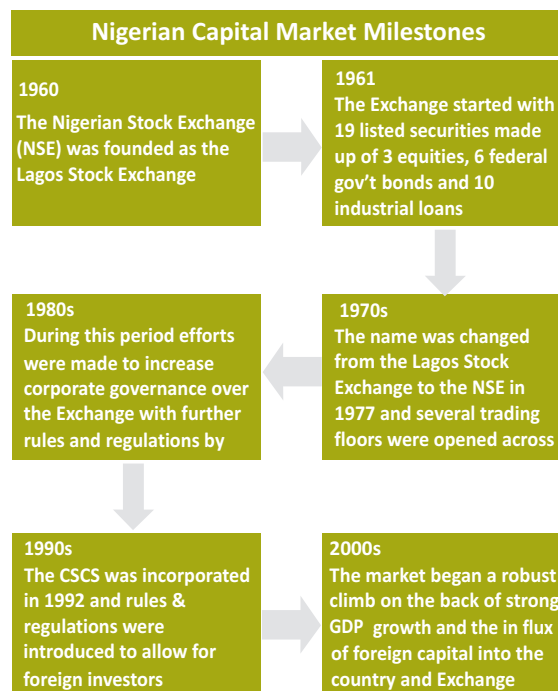 Nigerian Capital Market Milestones
1960
The Nigerian Stock Exchange
(NSE) was founded as the
Lagos Stock Exchange
1961
The Exchange started with
19 listed securities made
up of 3 equities, 6 federal
gov't bonds and 10
industrial loans
1970s
The name was changed
from the Lagos Stock
Exchange to the NSE in
1977 and several trading
floors were opened across
1980s
During this period efforts
were made to increase
corporate governance over
the Exchange with further
rules and regulations by
1990s
The CSCS was incorporated
in 1992 and rules &
regulations were
introduced to allow for
foreign investors
2000s
The market began a robust
climb on the back of strong
GDP growth and the in flux
of foreign capital into the
country and Exchange